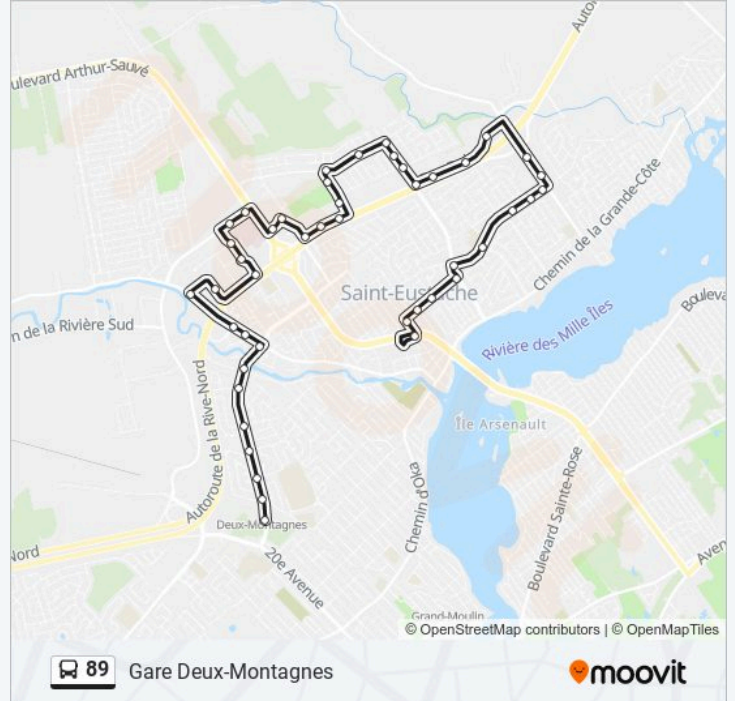 Auto
ulevard Arthur-Sauvé
Chemin de la Grande-Côte
Saint-Eustache
Bouleva
Rivière des Mille Îles
n de la Rivière Sud
Autoroute de la Rive-Nord
Île Arsenault
Chemin d'Oka
Boulevard Sainte-Rose
Deux-Montagnes
Nord
20e Avenue
Aven
Grand-Moulin
© OpenStreetMap contributors | © OpenMapTiles
89 Gare Deux-Montagnes
moovit